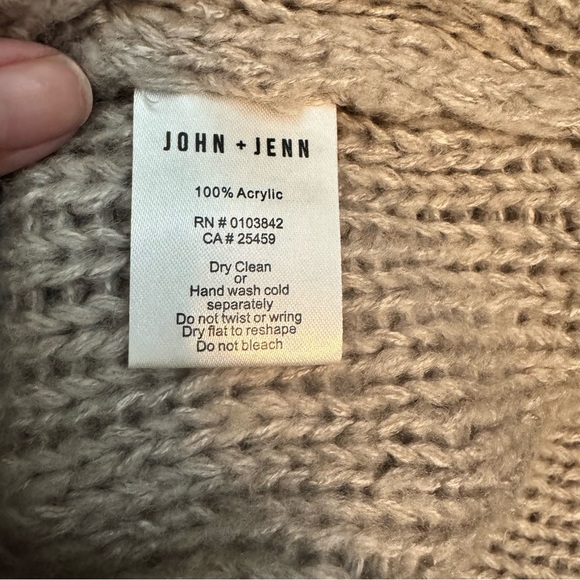 JOHN + JENN
100% Acrylic
RN # 0103842
CA # 25459
Dry Clean
or
Hand wash cold
separately
Do not twist or wring
Dry flat to reshape
Do not bleach